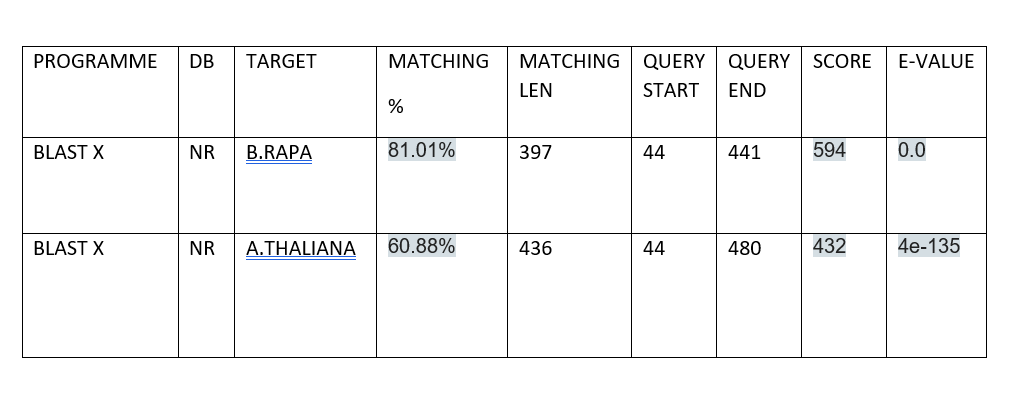 PROGRAMME DB TARGET MATCHING % MATCHING LEN QUERY START QUERY END SCORE E-VALUE
BLAST X NR B.RAPA 81.01% 397 44 441 594 0.0
BLAST X NR A.THALIANA 60.88% 436 44 480 432 4e-135